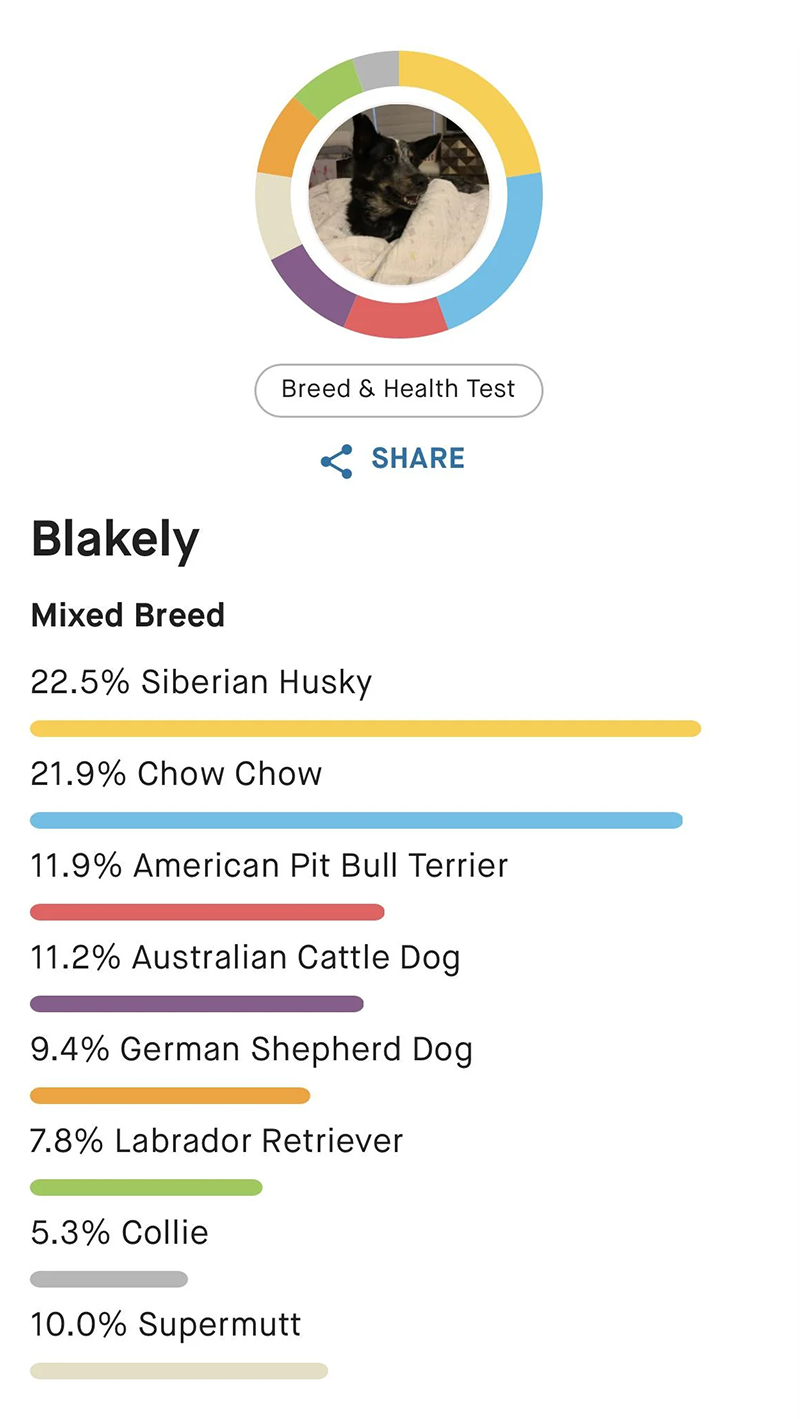 Breed & Health Test
SHARE
Blakely
Mixed Breed
22.5% Siberian Husky
21.9% Chow Chow
11.9% American Pit Bull Terrier
11.2% Australian Cattle Dog
9.4% German Shepherd Dog
7.8% Labrador Retriever
5.3% Collie
10.0% Supermutt